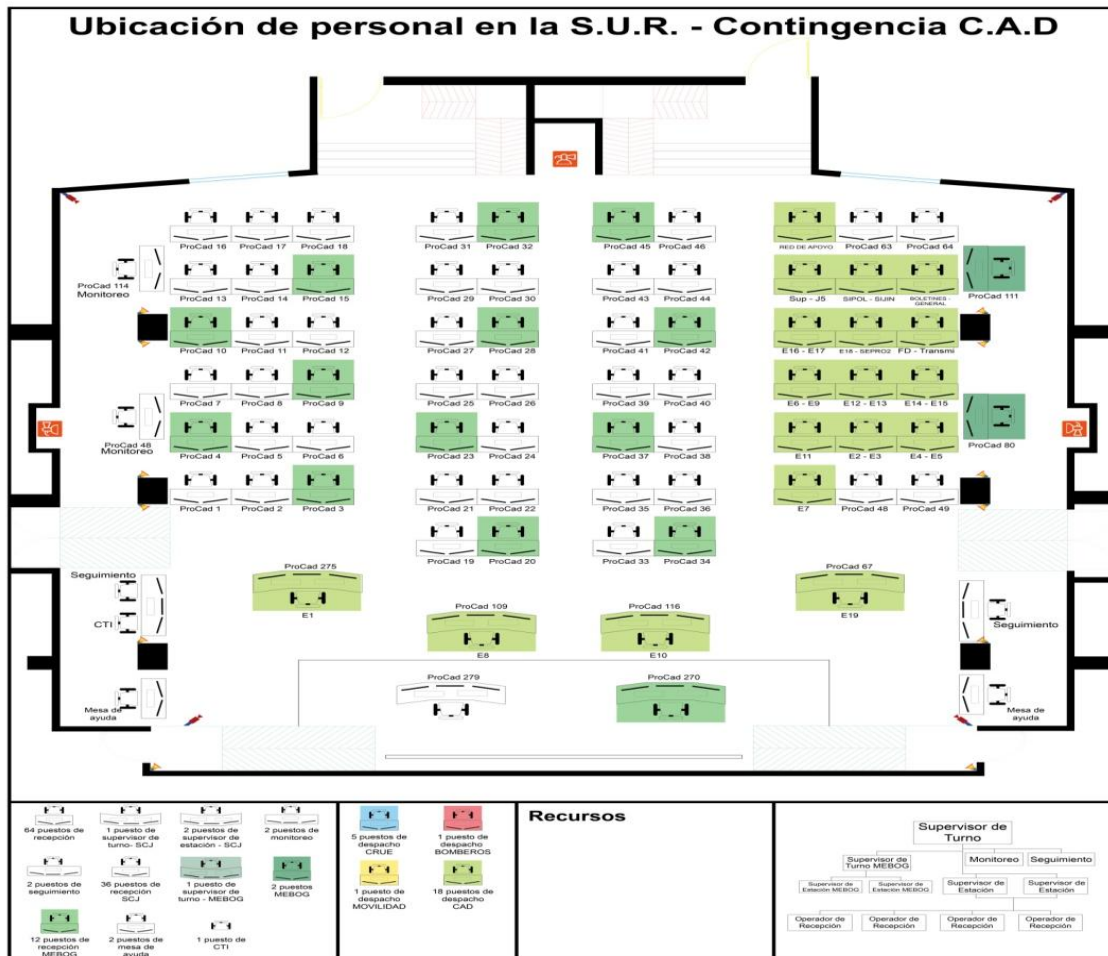 Ubicación de personal en la S.U.R. - Contingencia C.A.D
ProCad 16 ProCad 17 ProCad 18 ProCad 31 ProCad 32 ProCad 45 ProCad 46 RED DE APOYO ProCad 63 ProCad 64
ProCad 114
Monitoreo
ProCad 13 ProCad 14 ProCad 15 ProCad 29 ProCad 30 ProCad 43 ProCad 44 Sup - J5 SIPOL - SIJIN BOLETINES -
GENERAL
ProCad 111
ProCad 10 ProCad 11 ProCad 12 ProCad 27 ProCad 28 ProCad 41 ProCad 42 E16 - E17 E18 - SEPRO2 FD - Transmi
ProCad 7 ProCad 8 ProCad 9 ProCad 25 ProCad 26 ProCad 39 ProCad 40 E6 - E9 E12 - E13 E14 - E15
ProCad 48
Monitoreo
ProCad 4 ProCad 5 ProCad 6 ProCad 23 ProCad 24 ProCad 37 ProCad 38 E11 E2 - E3 E4 - E5
ProCad 80
ProCad 1 ProCad 2 ProCad 3 ProCad 21 ProCad 22 ProCad 35 ProCad 36 E7 ProCad 48 ProCad 49
ProCad 19 ProCad 20 ProCad 33 ProCad 34
Seguimiento
CTI
ProCad 275
E1
ProCad 67
E19
ProCad 109
E8
ProCad 116
E10
Seguimiento
ProCad 279
ProCad 270
Mesa de
ayuda
Mesa de
ayuda
64 puestos de
recepción
1 puesto de
supervisor de
turno- SCJ
2 puestos de
supervisor de
estación - SCJ
2 puestos de
monitoreo
2 puestos de
seguimiento
36 puestos de
recepción
SCJ
1 puesto de
supervisor de
turno - MEBOG
2 puestos
MEBOG
12 puestos de
recepción
MEBOG
2 puestos de
mesa de
ayuda
1 puesto de
CTI
5 puestos de
despacho
CRUE
1 puesto de
despacho
BOMBEROS
1 puesto de
despacho
MOVILIDAD
18 puestos de
despacho
CAD
Recursos
Supervisor de
Turno
Supervisor de
Turno MEBOG
Monitoreo
Seguimiento
Supervisor de
Estación MEBOG
Supervisor de
Estación MEBOG
Supervisor de
Estación
Supervisor de
Estación
Operador de
Recepción
Operador de
Recepción
Operador de
Recepción
Operador de
Recepción